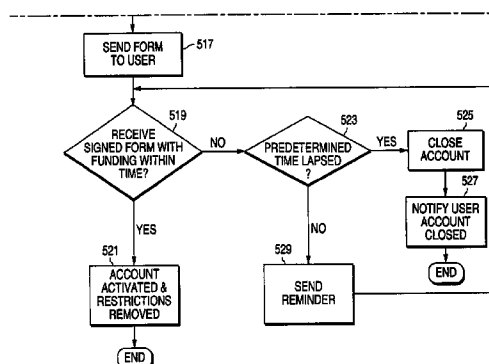 SEND FORM
TO USER
517
RECEIVE
SIGNED FORM WITH
FUNDING WITHIN
TIME?
519
NO
YES
521
ACCOUNT
ACTIVATED &
RESTRICTIONS
REMOVED
END
PREDETERMINED
TIME LAPSED
?
523
YES
NO
529
SEND
REMINDER
525
CLOSE
ACCOUNT
527
NOTIFY USER
ACCOUNT
CLOSED
END